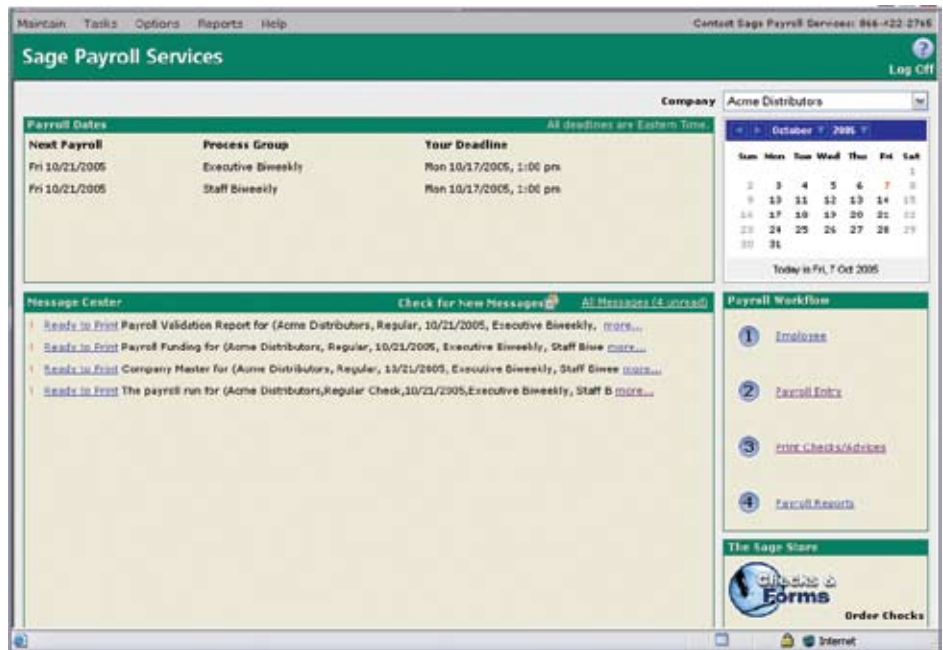 Maintain Tasks Options Reports Help
Contact Sage Payroll Services: 866-422-2765
Sage Payroll Services
Log Off
Company Acme Distributors
Payroll Dates All deadlines are Eastern Time.
Next Payroll Process Group Your Deadline
Fri 10/21/2005 Executive Biweekly Mon 10/17/2005, 1:00 pm
Fri 10/21/2005 Staff Biweekly Mon 10/17/2005, 1:00 pm
October 2005
Sun Mon Tue Wed Thu Fri Sat
1
2 3 4 5 6 7 8
9 10 11 12 13 14 15
16 17 18 19 20 21 22
23 24 25 26 27 28 29
30 31
Today is Fri, 7 Oct 2005
Message Center Check for New Messages All Messages (4 unread)
! Ready to Print Payroll Validation Report for (Acme Distributors, Regular, 10/21/2005, Executive Biweekly, more...
! Ready to Print Payroll Funding for (Acme Distributors, Regular, 10/21/2005, Executive Biweekly, Staff Biwe more...
! Ready to Print Company Master for (Acme Distributors, Regular, 10/21/2005, Executive Biweekly, Staff Biwee more...
! Ready to Print The payroll run for (Acme Distributors,Regular Check,10/21/2005,Executive Biweekly, Staff B more...
Payroll Workflow
1 Employee
2 Payroll Entry
3 Print Checks/Advices
4 Payroll Reports
The Sage Store
Checks &
Forms
Order Checks
Internet